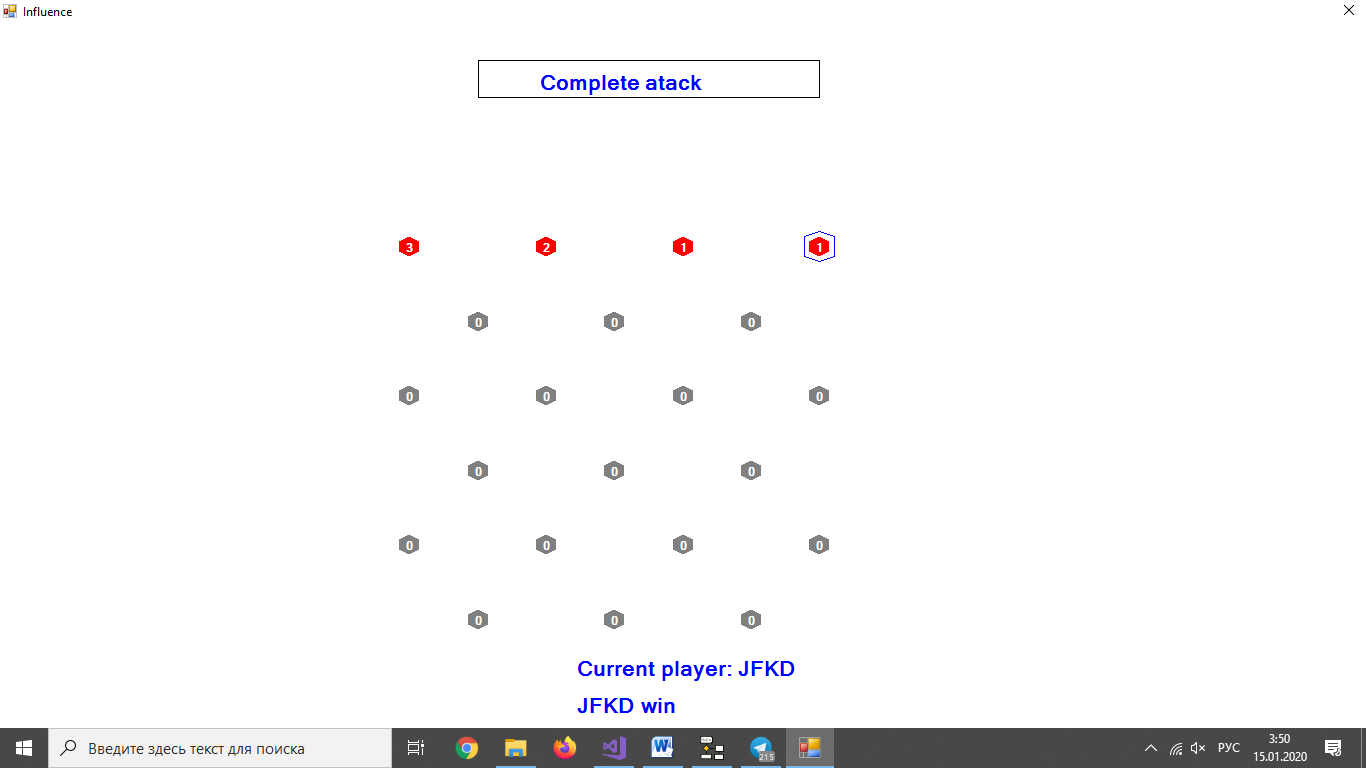 Influence
Complete atack
3 2 1 1
0 0 0
0 0 0 0
0 0 0
0 0 0 0
0 0 0
Current player: JFKD
JFKD win
Введите здесь текст для поиска
215
РУС
3:50
15.01.2020